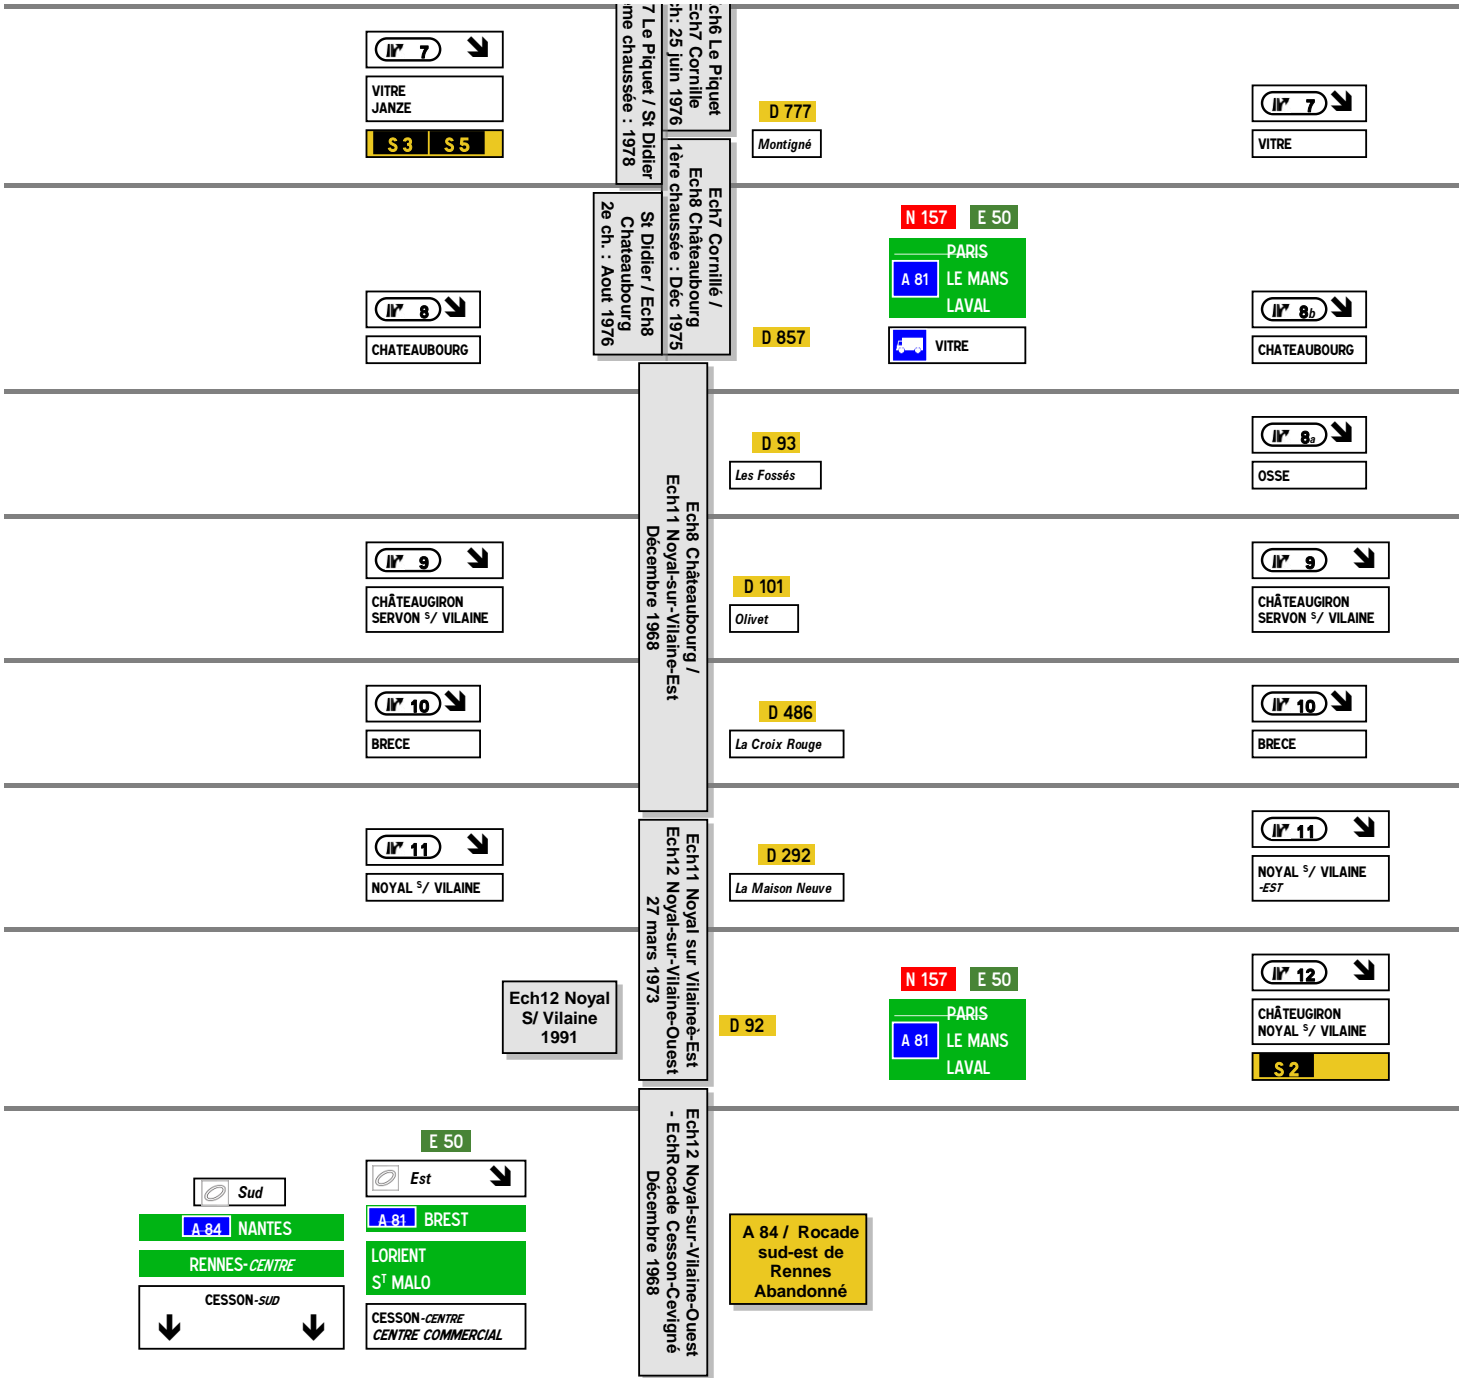 7
VITRE
JANZE
S 3 S 5
7 Le Piquet / St Didier
me chaussée : 1978
ch6 Le Piquet
Ech7 Cornille
ch: 25 juin 1976
D 777
Montigné
7
VITRE
Ech7 Cornillé /
Ech8 Châteaubourg
1ère chaussée : Déc 1975
St Didier / Ech8
Chateaubourg
2e ch. : Aout 1976
8
CHATEAUBOURG
D 857
N 157 E 50
PARIS
A 81 LE MANS
LAVAL
VITRE
8b
CHATEAUBOURG
Ech8 Châteaubourg /
Ech11 Noyal-sur-Vilaine-Est
Décembre 1968
D 93
Les Fossés
8a
OSSE
9
CHÂTEAUGIRON
SERVON S/ VILAINE
D 101
Olivet
9
CHÂTEAUGIRON
SERVON S/ VILAINE
10
BRECE
D 486
La Croix Rouge
10
BRECE
11
NOYAL S/ VILAINE
Ech11 Noyal sur Vilaineè-Est
Ech12 Noyal-sur-Vilaine-Ouest
27 mars 1973
D 292
La Maison Neuve
11
NOYAL S/ VILAINE
-EST
Ech12 Noyal
S/ Vilaine
1991
D 92
N 157 E 50
PARIS
A 81 LE MANS
LAVAL
12
CHÂTEUGIRON
NOYAL S/ VILAINE
S 2
Sud
A 84 NANTES
RENNES-CENTRE
CESSON-SUD
E 50
Est
A 81 BREST
LORIENT
ST MALO
CESSON-CENTRE
CENTRE COMMERCIAL
Ech12 Noyal-sur-Vilaine-Ouest
- EchRocade Cesson-Cevigné
Décembre 1968
A 84 / Rocade
sud-est de
Rennes
Abandonné